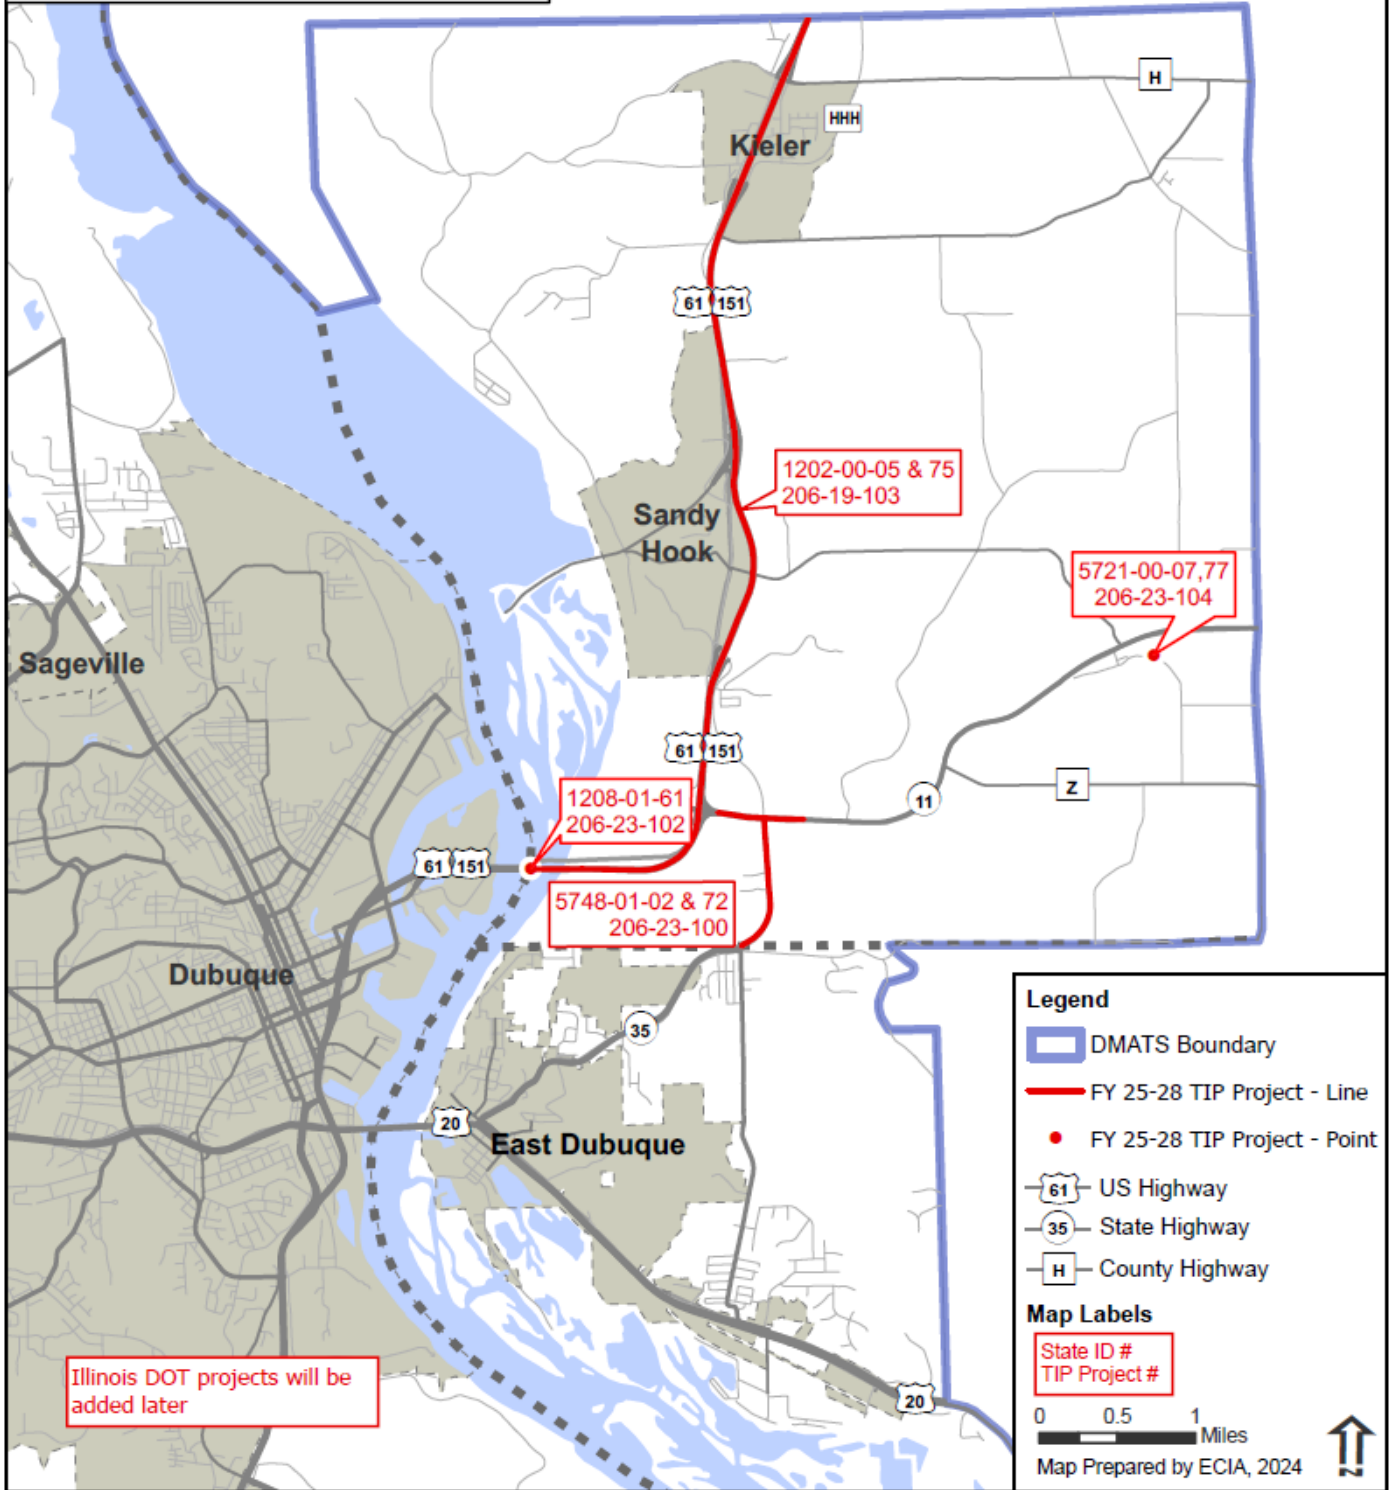 H
HHH
Kieler
61 151
1202-00-05 & 75
206-19-103
Sandy
Hook
5721-00-07,77
206-23-104
Sageville
61 151
Z
11
1208-01-61
206-23-102
61 151
5748-01-02 & 72
206-23-100
Dubuque
35
20
East Dubuque
20
Illinois DOT projects will be
added later
Legend
DMATS Boundary
FY 25-28 TIP Project - Line
FY 25-28 TIP Project - Point
61 US Highway
35 State Highway
H County Highway
Map Labels
State ID #
TIP Project #
0 0.5 1
Miles
Map Prepared by ECIA, 2024
N